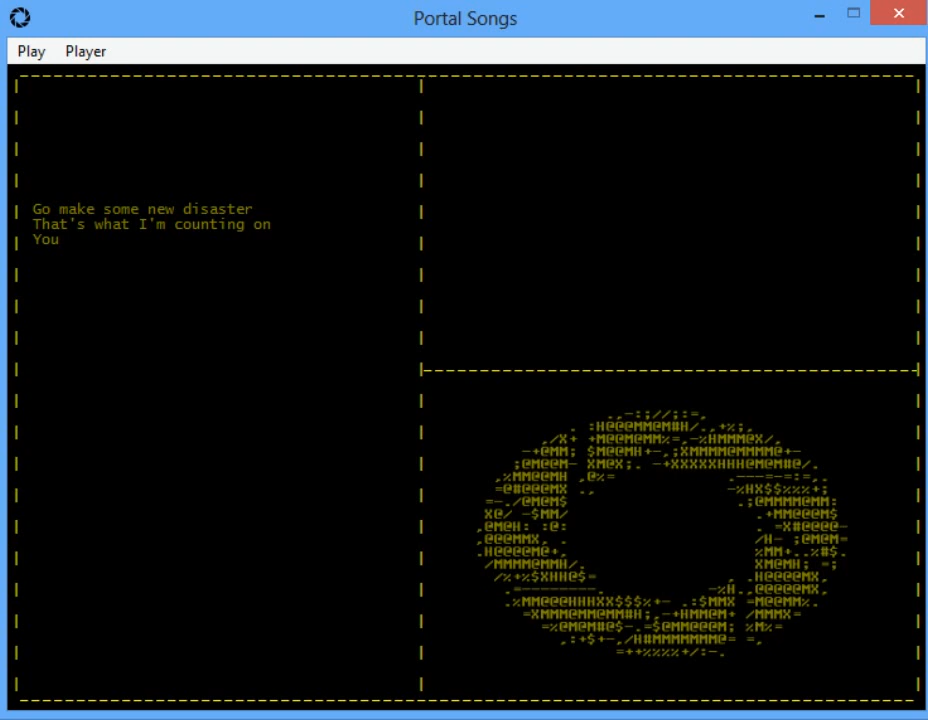 Portal Songs
Play Player
Go make some new disaster
That's what I'm counting on
You